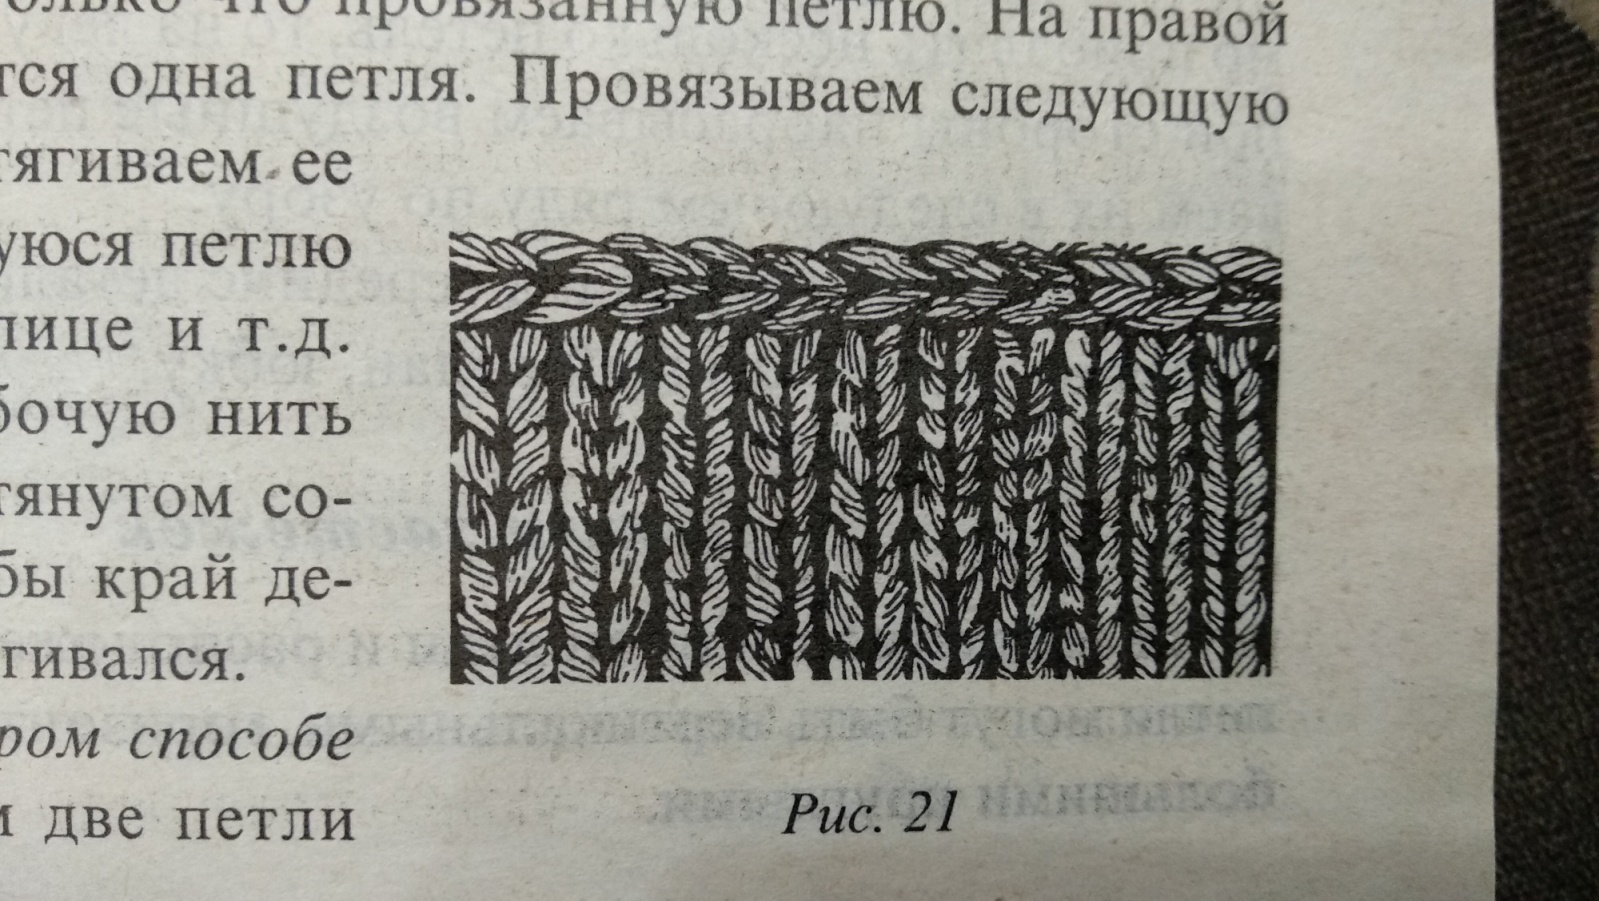 только что провязанную петлю. На правой
тся одна петля. Провязываем следующую
тягиваем ее
уюся петлю
лице и т.д.
бочую нить
тянутом со-
бы край де-
гивался.
ром способе
две петли
Рис. 21